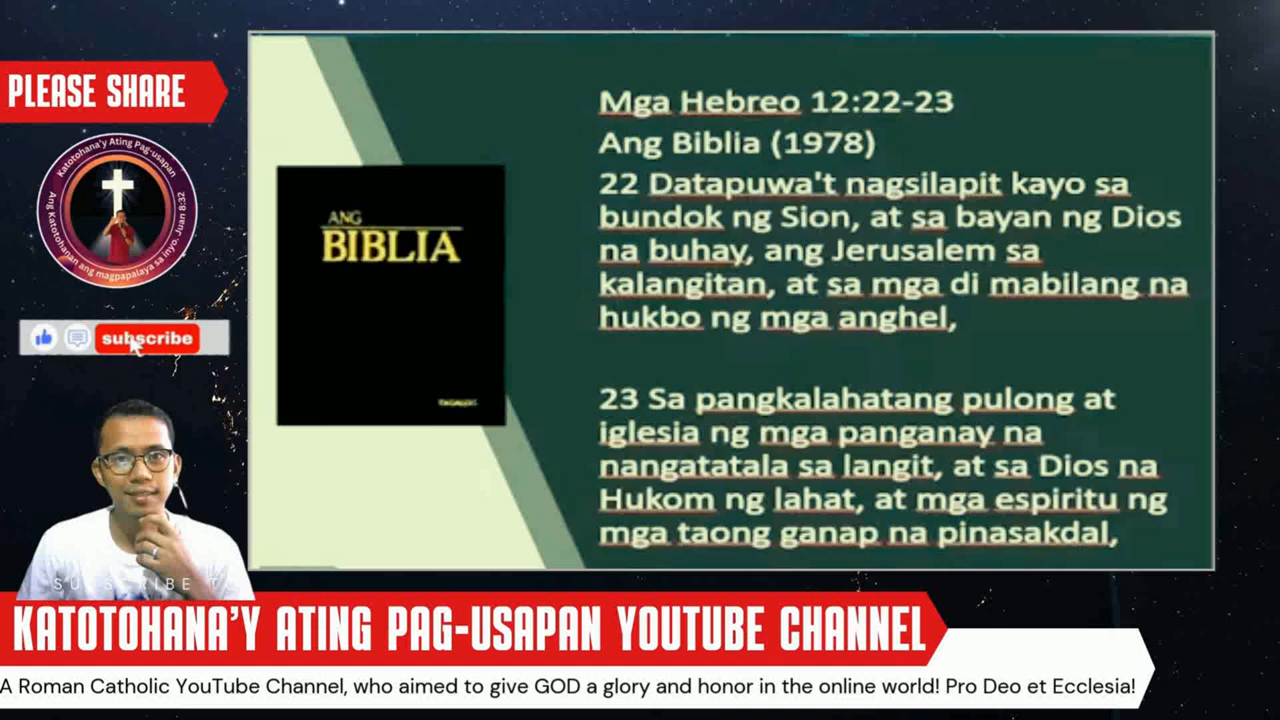 PLEASE SHARE
Katotohana'y Ating Pag-usapan
Ang Katotohanan ang magpapalaya sa inyo. Juan 8:32
subscribe
ANG
BIBLIA
Mga Hebreo 12:22-23
Ang Biblia (1978)
22 Datapuwa't nagsilapit kayo sa
bundok ng Sion, at sa bayan ng Dios
na buhay, ang Jerusalem sa
kalangitan, at sa mga di mabilang na
hukbo ng mga anghel,
23 Sa pangkalahatang pulong at
iglesia ng mga panganay na
nangatatala sa langit, at sa Dios na
Hukom ng lahat, at mga espiritu ng
mga taong ganap na pinasakdal,
SUBSCRIBE
KATOTOHANA'Y ATING PAG-USAPAN YOUTUBE CHANNEL
A Roman Catholic YouTube Channel, who aimed to give GOD a glory and honor in the online world! Pro Deo et Ecclesia!